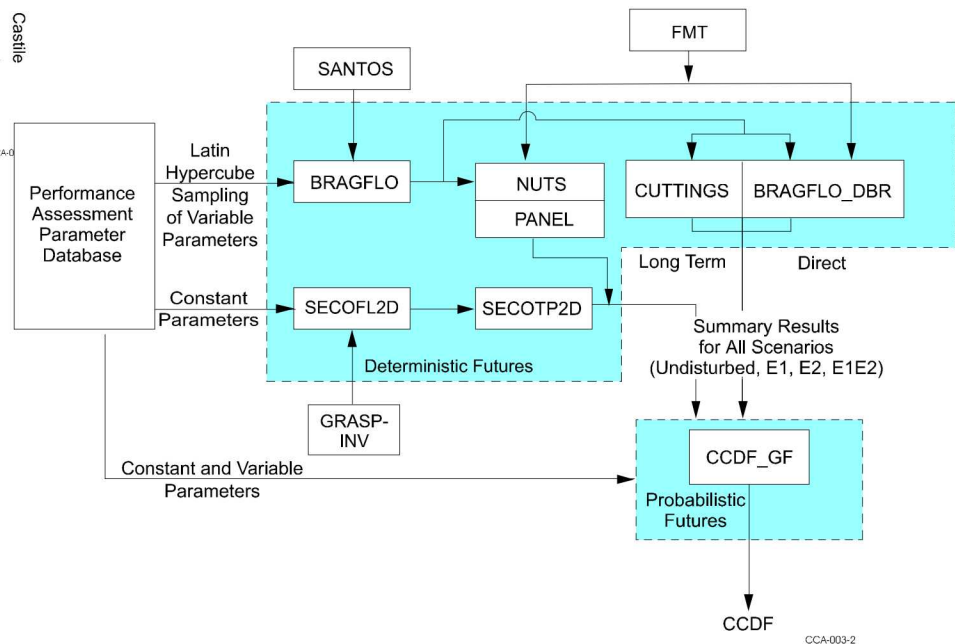 Castile
FMT
SANTOS
CA-0
Latin
Hypercube
Sampling
of Variable
Parameters
Performance
Assessment
Parameter
Database
BRAGFLO
NUTS
PANEL
CUTTINGS
BRAGFLO_DBR
Long Term
Direct
Constant
Parameters
SECOFL2D
SECOTP2D
Deterministic Futures
Summary Results
for All Scenarios
(Undisturbed, E1, E2, E1E2)
GRASP-
INV
Constant and Variable
Parameters
CCDF_GF
Probabilistic
Futures
CCDF
CCA-003-2